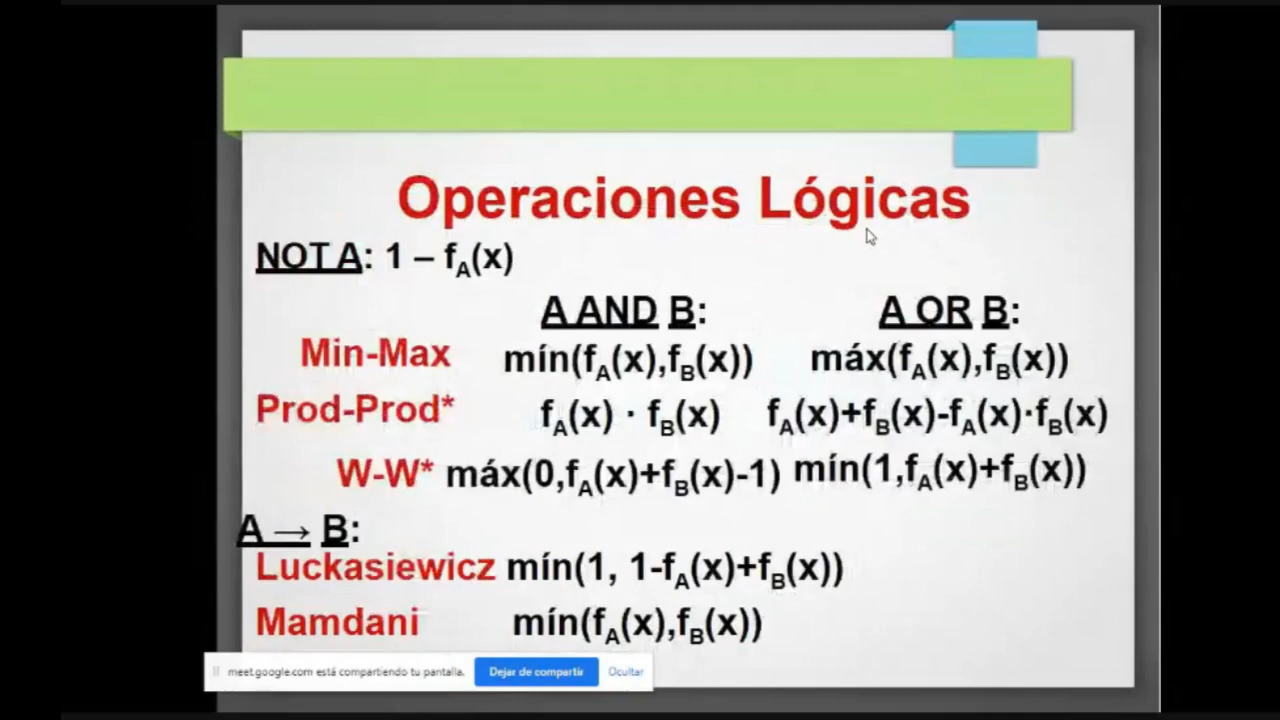 Operaciones Lógicas
NOT A: 1 – fA(x)
A AND B: A OR B:
Min-Max mín(fA(x),fB(x)) máx(fA(x),fB(x))
Prod-Prod* fA(x) · fB(x) fA(x)+fB(x)-fA(x)·fB(x)
W-W* máx(0,fA(x)+fB(x)-1) mín(1,fA(x)+fB(x))
A → B:
Luckasiewicz mín(1, 1-fA(x)+fB(x))
Mamdani mín(fA(x),fB(x))
meet.google.com está compartiendo tu pantalla. Dejar de compartir Ocultar